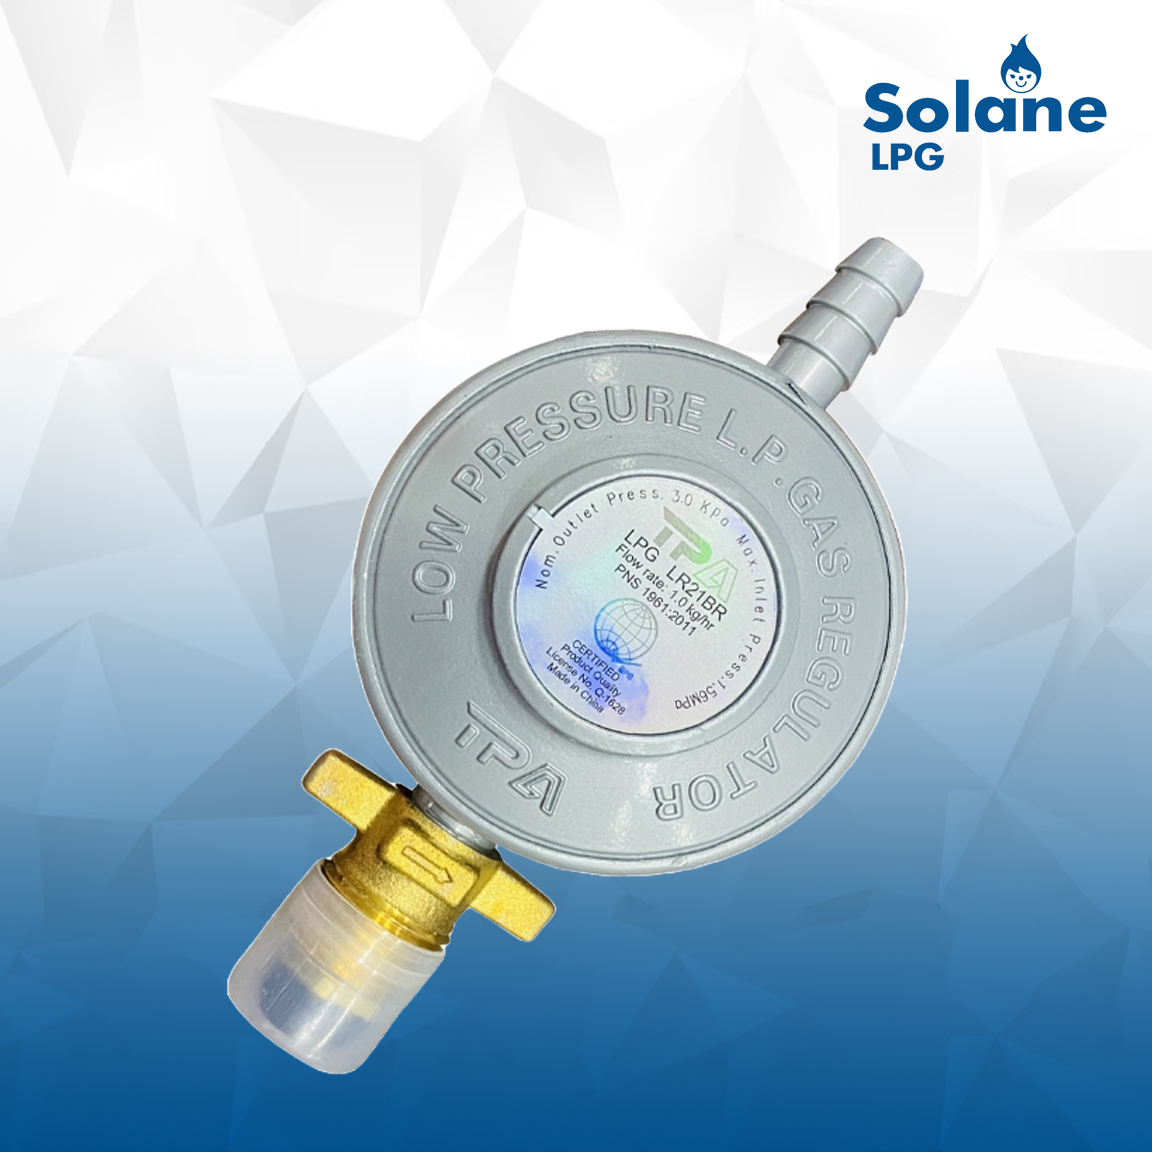 Solane
LPG
LOW PRESSURE L.P.GAS REGULATOR
TPA
Nom. Outlet Press. 3.0 KPa Max. Inlet press.1.56MPa
TPA
LPG LR21BR
Flow rate: 1.0 kg/hr
PNS 1961:2011
CERTIFIED
Product Quality
License No. Q-1628
Made in China